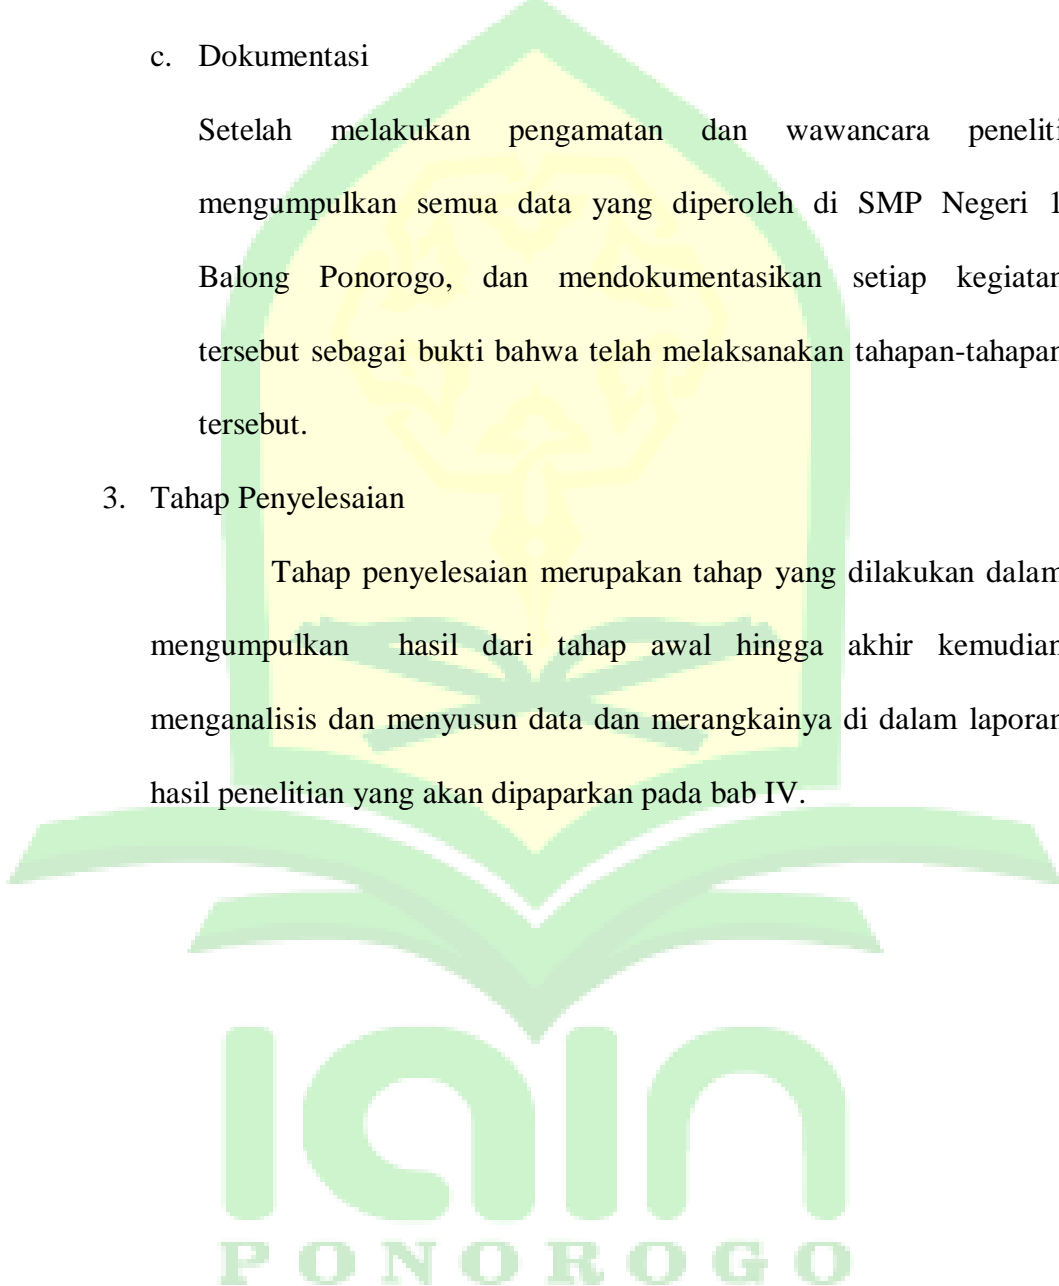 c. Dokumentasi
Setelah melakukan pengamatan dan wawancara peneliti
mengumpulkan semua data yang diperoleh di SMP Negeri 1
Balong Ponorogo, dan mendokumentasikan setiap kegiatan
tersebut sebagai bukti bahwa telah melaksanakan tahapan-tahapan
tersebut.
3. Tahap Penyelesaian
Tahap penyelesaian merupakan tahap yang dilakukan dalam
mengumpulkan hasil dari tahap awal hingga akhir kemudian
menganalisis dan menyusun data dan merangkainya di dalam laporan
hasil penelitian yang akan dipaparkan pada bab IV.
iain
PONOROGO